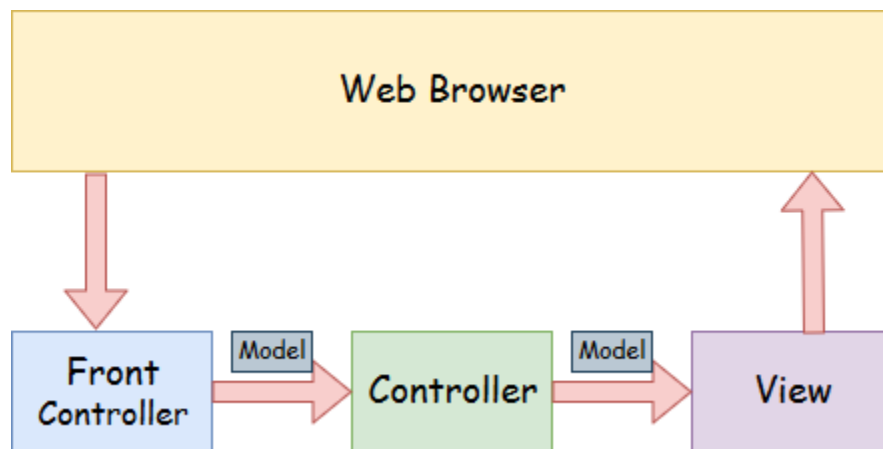 Web Browser
Model
Model
Front
Controller
Controller
View